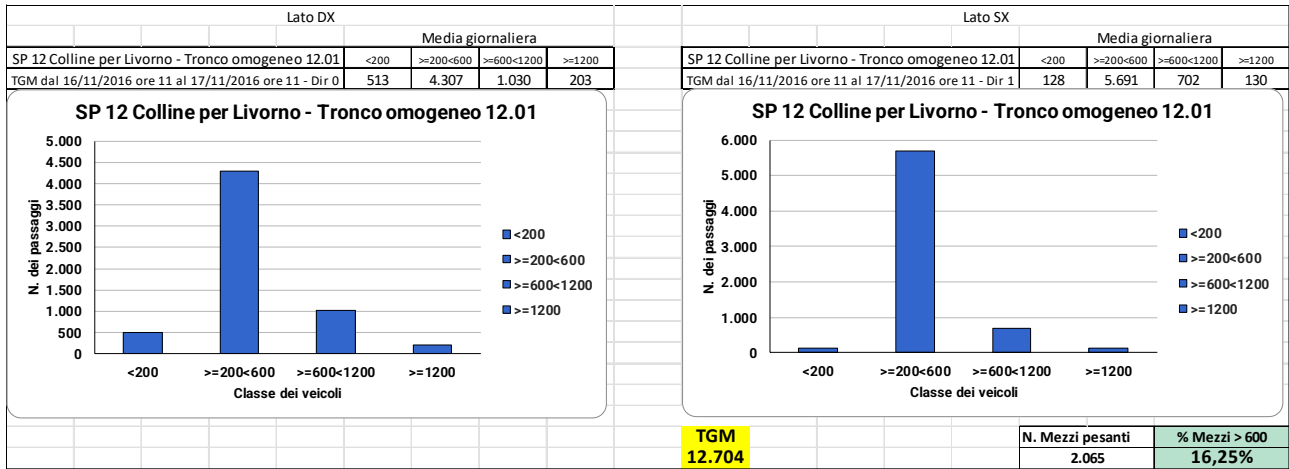 Lato DX
Media giornaliera
SP 12 Colline per Livorno - Tronco omogeneo 12.01 <200 >=200<600 >=600<1200 >=1200
TGM dal 16/11/2016 ore 11 al 17/11/2016 ore 11 - Dir 0 513 4.307 1.030 203
SP 12 Colline per Livorno - Tronco omogeneo 12.01
5.000
4.500
4.000
3.500
3.000
2.500
2.000
1.500
1.000
500
0
N. dei passaggi
<200 >=200<600 >=600<1200 >=1200
Classe dei veicoli
<200
>=200<600
>=600<1200
>=1200
Lato SX
Media giornaliera
SP 12 Colline per Livorno - Tronco omogeneo 12.01 <200 >=200<600 >=600<1200 >=1200
TGM dal 16/11/2016 ore 11 al 17/11/2016 ore 11 - Dir 1 128 5.691 702 130
SP 12 Colline per Livorno - Tronco omogeneo 12.01
6.000
5.000
4.000
3.000
2.000
1.000
0
N. dei passaggi
<200 >=200<600 >=600<1200 >=1200
Classe dei veicoli
<200
>=200<600
>=600<1200
>=1200
TGM N. Mezzi pesanti % Mezzi > 600
12.704 2.065 16,25%